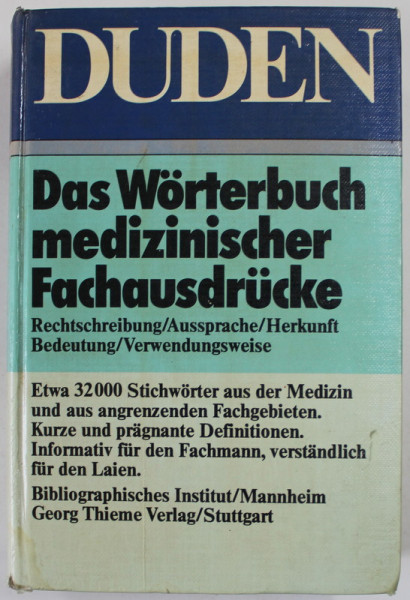 DUDEN
Das Wörterbuch
medizinischer
Fachausdrücke
Rechtschreibung/Aussprache/Herkunft
Bedeutung/Verwendungsweise
Etwa 32000 Stichwörter aus der Medizin
und aus angrenzenden Fachgebieten.
Kurze und prägnante Definitionen.
Informativ für den Fachmann, verständlich
für den Laien.
Bibliographisches Institut/Mannheim
Georg Thieme Verlag/Stuttgart